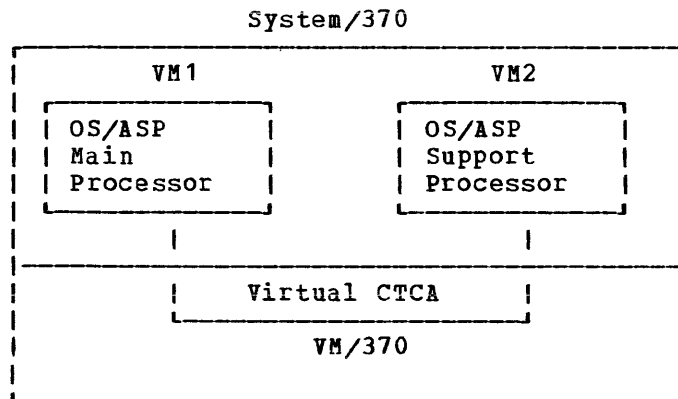 System/370
VM1 VM2
OS/ASP OS/ASP
Main Support
Processor Processor
Virtual CTCA
VM/370